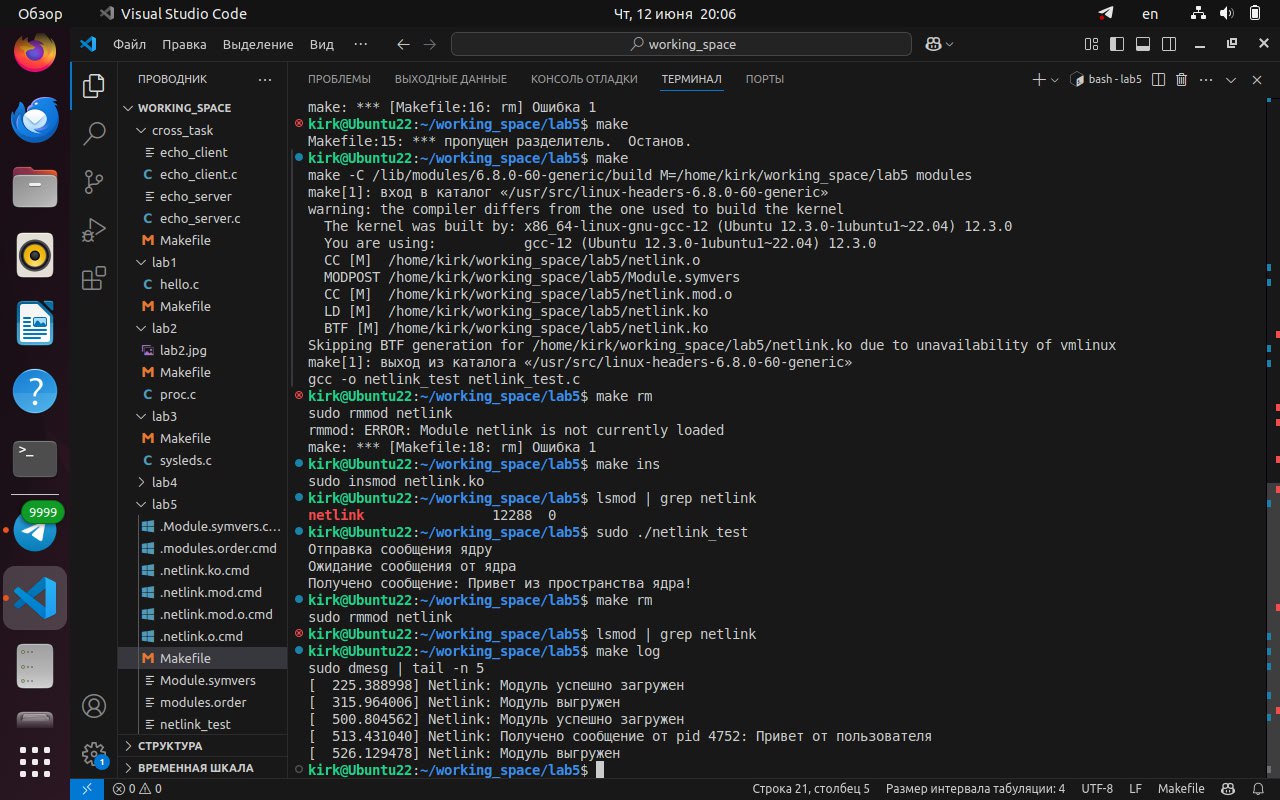 Обзор
Visual Studio Code
Чт, 12 июня 20:06
en
Файл Правка Выделение Вид ···
working_space
ПРОВОДНИК ···
WORKING_SPACE
cross_task
echo_client
echo_client.c
echo_server
echo_server.c
Makefile
lab1
hello.c
Makefile
lab2
lab2.jpg
Makefile
proc.c
lab3
Makefile
sysleds.c
lab4
lab5
.Module.symvers.c...
.modules.order.cmd
.netlink.ko.cmd
.netlink.mod.cmd
.netlink.mod.o.cmd
.netlink.o.cmd
Makefile
Module.symvers
modules.order
netlink_test
СТРУКТУРА
ВРЕМЕННАЯ ШКАЛА
9999
1
ПРОБЛЕМЫ ВЫХОДНЫЕ ДАННЫЕ КОНСОЛЬ ОТЛАДКИ ТЕРМИНАЛ ПОРТЫ
bash - lab5
make: *** [Makefile:16: rm] Ошибка 1
kirk@Ubuntu22:~/working_space/lab5$ make
Makefile:15: *** пропущен разделитель.  Останов.
kirk@Ubuntu22:~/working_space/lab5$ make
make -C /lib/modules/6.8.0-60-generic/build M=/home/kirk/working_space/lab5 modules
make[1]: вход в каталог «/usr/src/linux-headers-6.8.0-60-generic»
warning: the compiler differs from the one used to build the kernel
  The kernel was built by: x86_64-linux-gnu-gcc-12 (Ubuntu 12.3.0-1ubuntu1~22.04) 12.3.0
  You are using:           gcc-12 (Ubuntu 12.3.0-1ubuntu1~22.04) 12.3.0
  CC [M]  /home/kirk/working_space/lab5/netlink.o
  MODPOST /home/kirk/working_space/lab5/Module.symvers
  CC [M]  /home/kirk/working_space/lab5/netlink.mod.o
  LD [M]  /home/kirk/working_space/lab5/netlink.ko
  BTF [M] /home/kirk/working_space/lab5/netlink.ko
Skipping BTF generation for /home/kirk/working_space/lab5/netlink.ko due to unavailability of vmlinux
make[1]: выход из каталога «/usr/src/linux-headers-6.8.0-60-generic»
gcc -o netlink_test netlink_test.c
kirk@Ubuntu22:~/working_space/lab5$ make rm
sudo rmmod netlink
rmmod: ERROR: Module netlink is not currently loaded
make: *** [Makefile:18: rm] Ошибка 1
kirk@Ubuntu22:~/working_space/lab5$ make ins
sudo insmod netlink.ko
kirk@Ubuntu22:~/working_space/lab5$ lsmod | grep netlink
netlink                12288  0
kirk@Ubuntu22:~/working_space/lab5$ sudo ./netlink_test
Отправка сообщения ядру
Ожидание сообщения от ядра
Получено сообщение: Привет из пространства ядра!
kirk@Ubuntu22:~/working_space/lab5$ make rm
sudo rmmod netlink
kirk@Ubuntu22:~/working_space/lab5$ lsmod | grep netlink
kirk@Ubuntu22:~/working_space/lab5$ make log
sudo dmesg | tail -n 5
[  225.388998] Netlink: Модуль успешно загружен
[  315.964006] Netlink: Модуль выгружен
[  500.804562] Netlink: Модуль успешно загружен
[  513.431040] Netlink: Получено сообщение от pid 4752: Привет от пользователя
[  526.129478] Netlink: Модуль выгружен
kirk@Ubuntu22:~/working_space/lab5$
0 0
Строка 21, столбец 5 Размер интервала табуляции: 4 UTF-8 LF Makefile